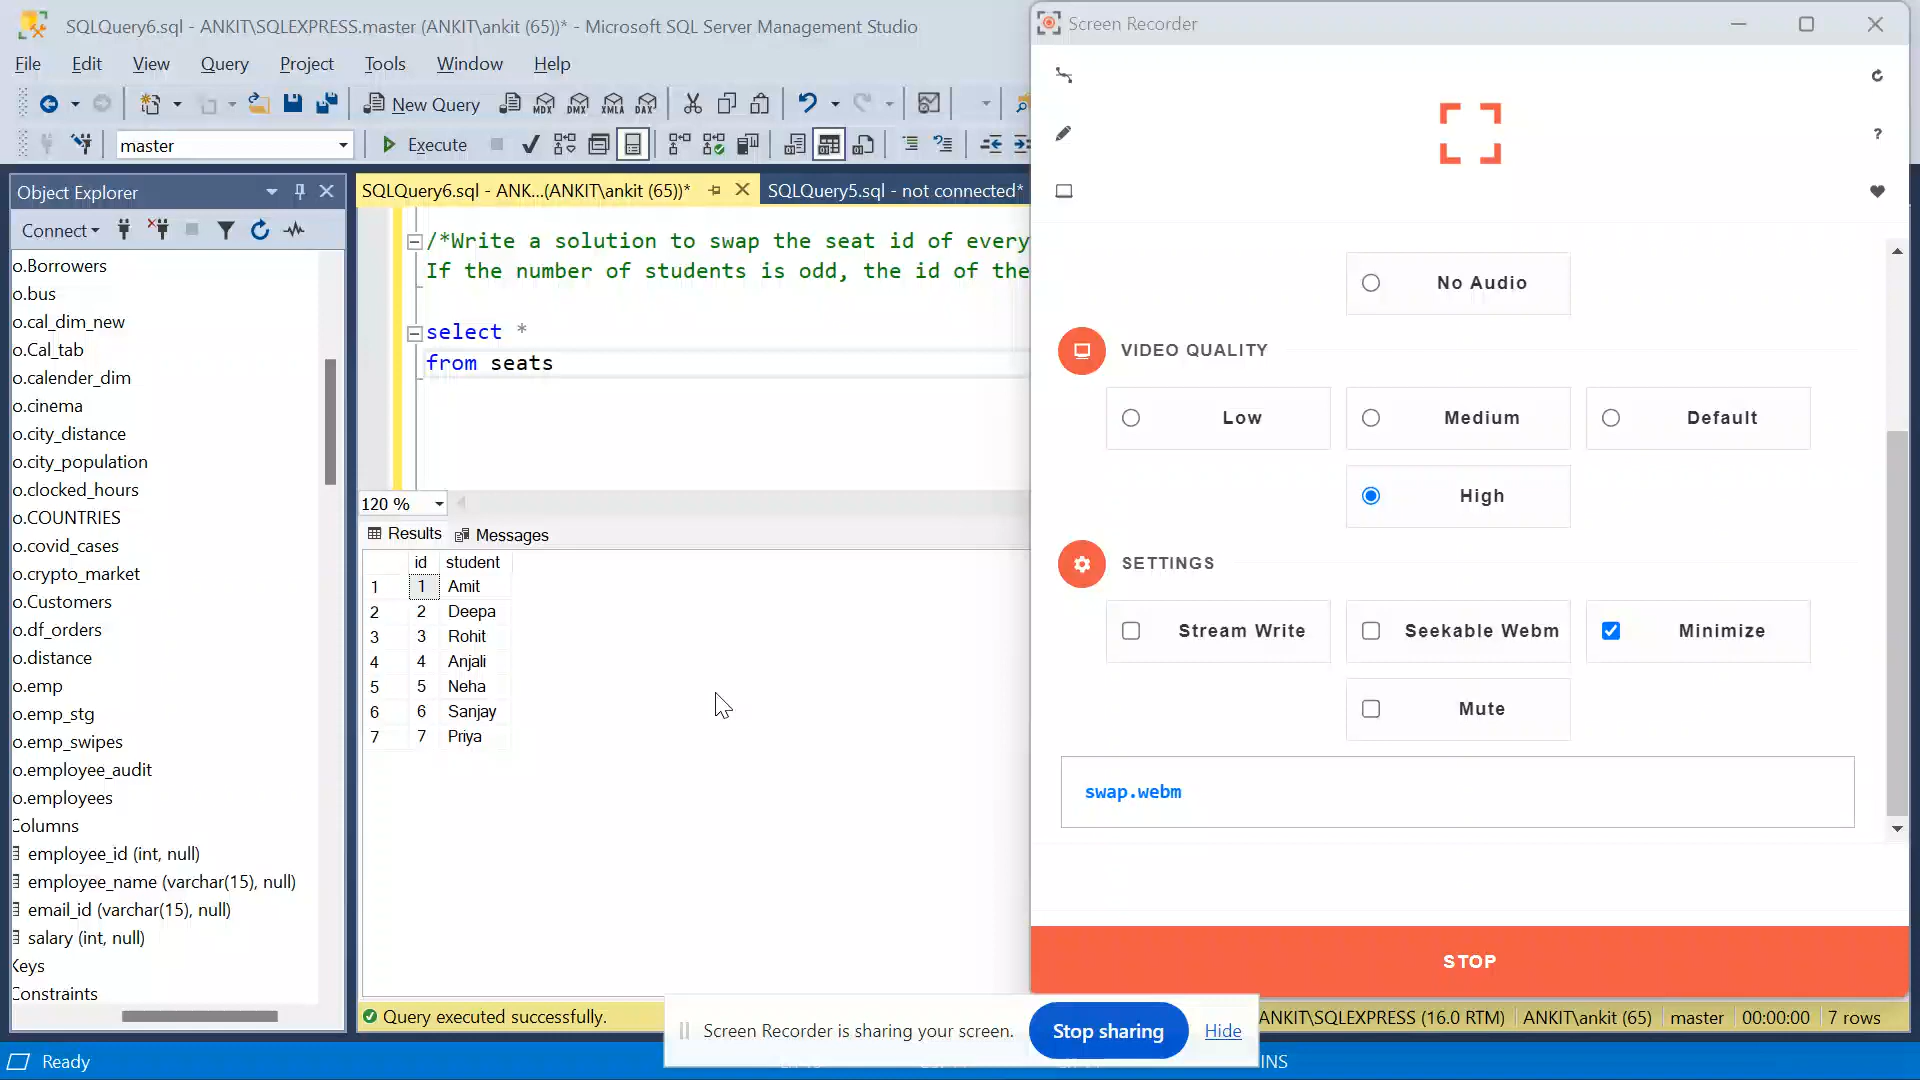 SQLQuery6.sql - ANKIT\SQLEXPRESS.master (ANKIT\ankit (65))* - Microsoft SQL Server Management Studio
File Edit View Query Project Tools Window Help
New Query MDX DMX XMLA DAX
master Execute
Object Explorer
Connect
o.Borrowers
o.bus
o.cal_dim_new
o.Cal_tab
o.calender_dim
o.cinema
o.city_distance
o.city_population
o.clocked_hours
o.COUNTRIES
o.covid_cases
o.crypto_market
o.Customers
o.df_orders
o.distance
o.emp
o.emp_stg
o.emp_swipes
o.employee_audit
o.employees
Columns
employee_id (int, null)
employee_name (varchar(15), null)
email_id (varchar(15), null)
salary (int, null)
Keys
Constraints
SQLQuery6.sql - ANK...(ANKIT\ankit (65))* SQLQuery5.sql - not connected*
/*Write a solution to swap the seat id of every
If the number of students is odd, the id of the
select *
from seats
120 %
Results Messages
id student
1 1 Amit
2 2 Deepa
3 3 Rohit
4 4 Anjali
5 5 Neha
6 6 Sanjay
7 7 Priya
Query executed successfully.
ANKIT\SQLEXPRESS (16.0 RTM) ANKIT\ankit (65) master 00:00:00 7 rows
Screen Recorder
?
No Audio
VIDEO QUALITY
Low Medium Default
High
SETTINGS
Stream Write Seekable Webm Minimize
Mute
swap.webm
STOP
Screen Recorder is sharing your screen. Stop sharing Hide
Ready INS